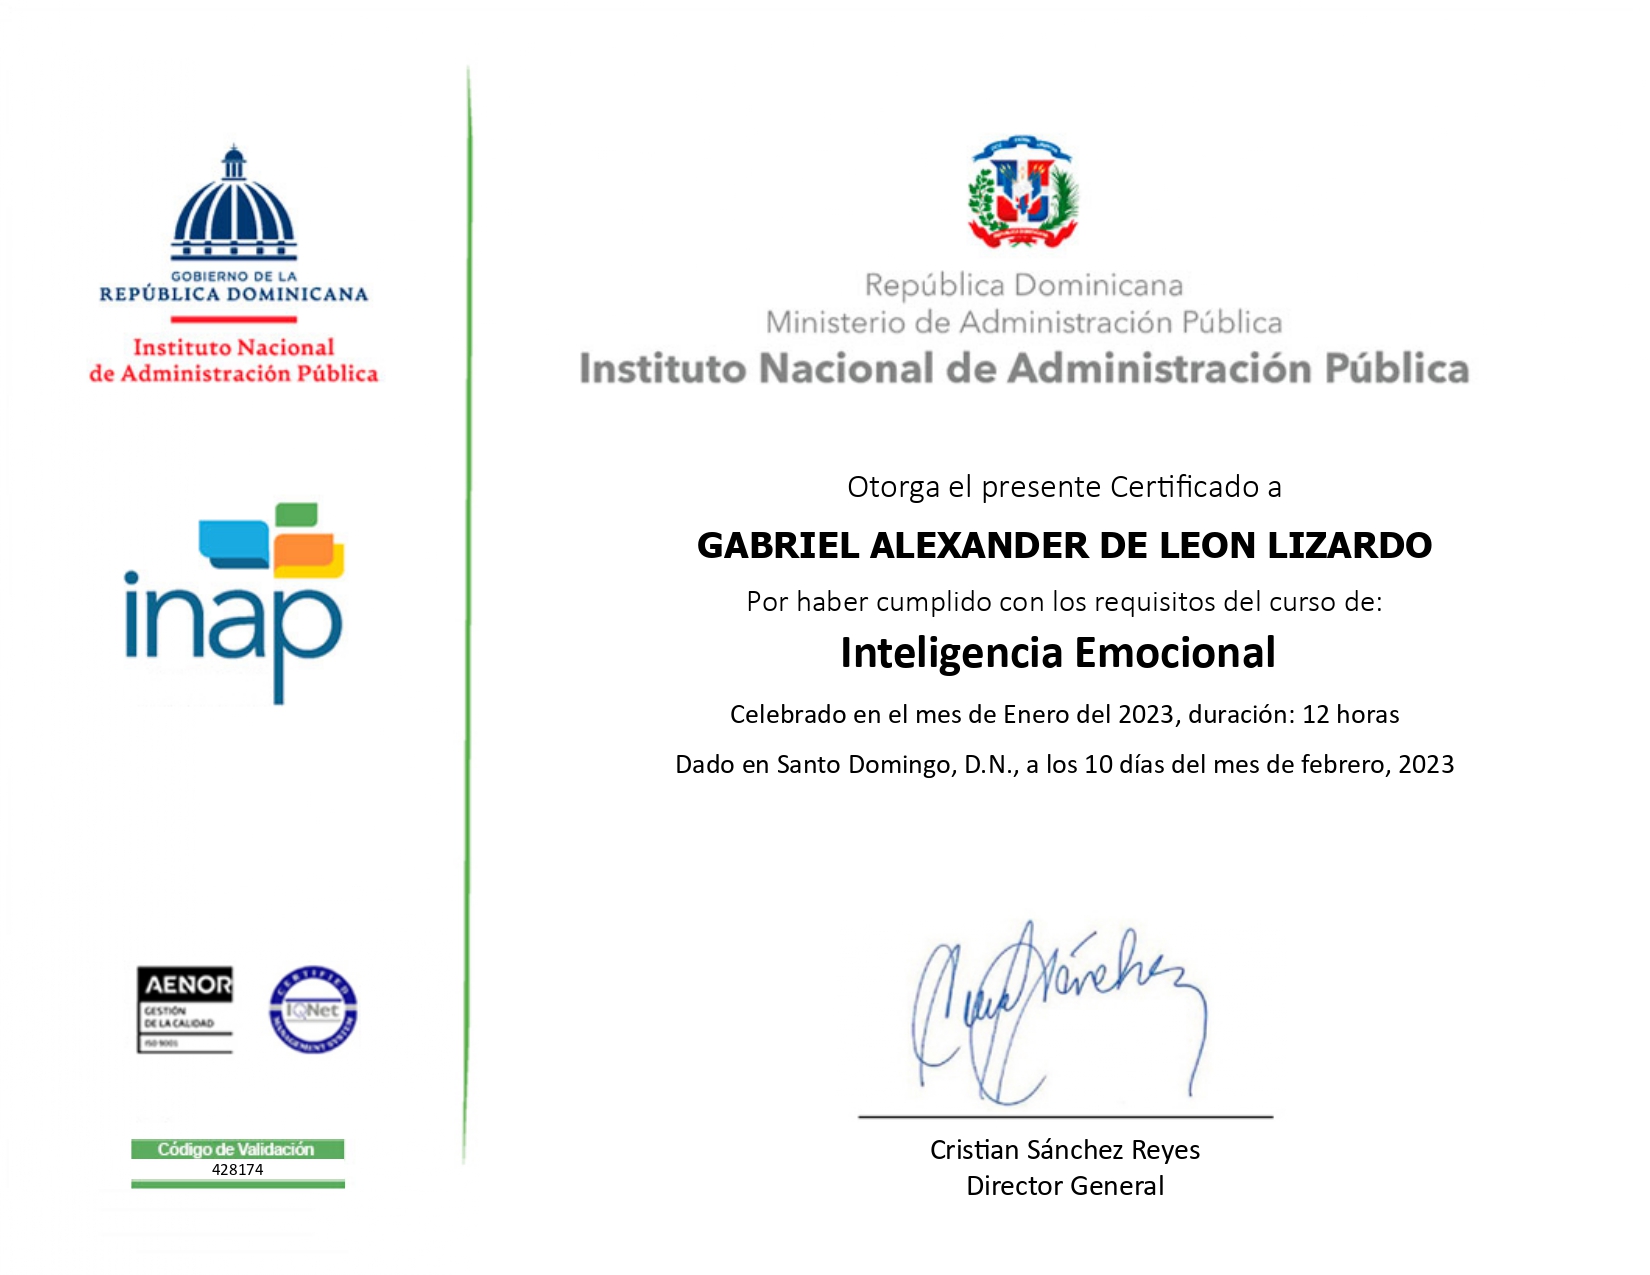 GOBIERNO DE LA
REPÚBLICA DOMINICANA
Instituto Nacional
de Administración Pública
inap
AENOR
GESTIÓN
DE LA CALIDAD
ISO 9001
CERTIFIED
IQNet
MANAGEMENT SYSTEM
Código de Validación
428174
República Dominicana
Ministerio de Administración Pública
Instituto Nacional de Administración Pública
Otorga el presente Certificado a
GABRIEL ALEXANDER DE LEON LIZARDO
Por haber cumplido con los requisitos del curso de:
Inteligencia Emocional
Celebrado en el mes de Enero del 2023, duración: 12 horas
Dado en Santo Domingo, D.N., a los 10 días del mes de febrero, 2023
Sánchez
Cristian Sánchez Reyes
Director General